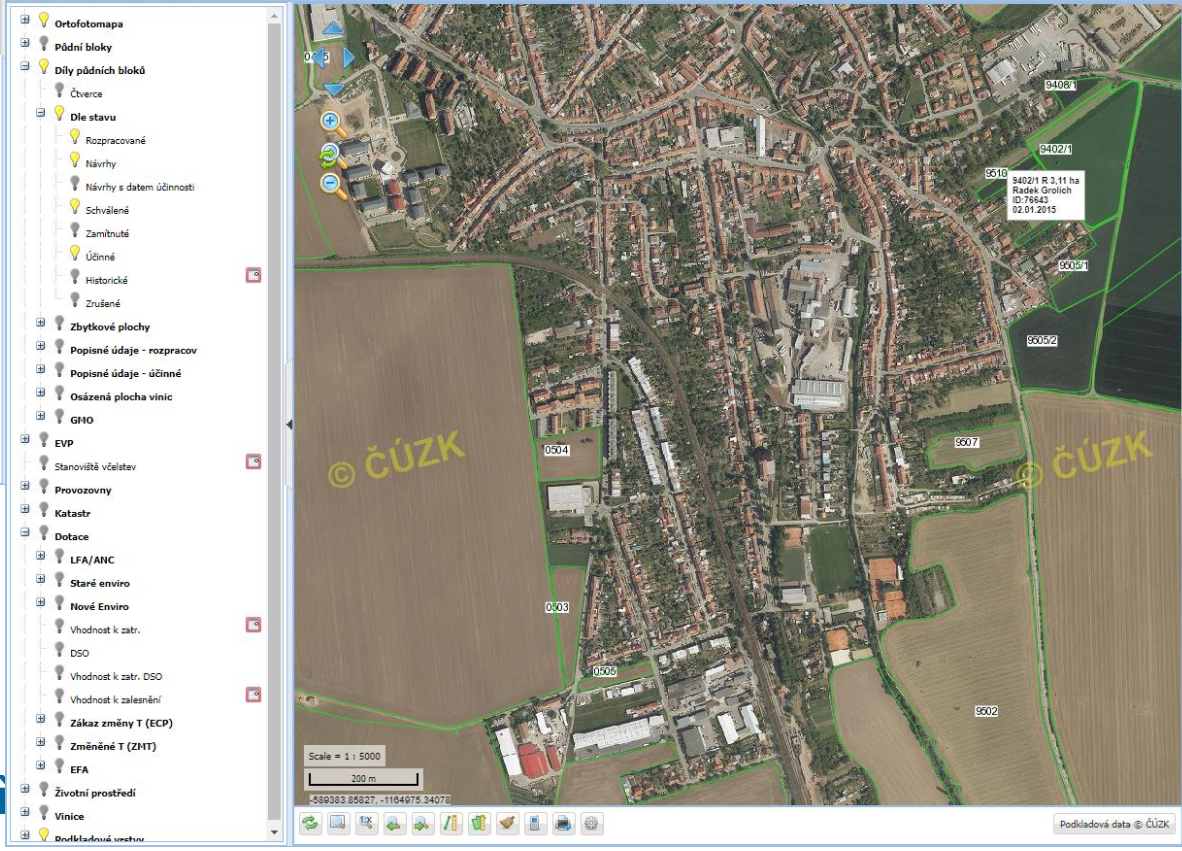 Ortofotomapa
Půdní bloky
Díly půdních bloků
Čtverce
Dle stavu
Rozpracované
Návrhy
Návrhy s datem účinnosti
Schválené
Zamítnuté
Účinné
Historické
Zrušené
Zbytkové plochy
Popisné údaje - rozpracov
Popisné údaje - účinné
Osázená plocha vinic
GMO
EVP
Stanoviště včelstev
Provozovny
Katastr
Dotace
LFA/ANC
Staré enviro
Nové Enviro
Vhodnost k zatr.
DSO
Vhodnost k zatr. DSO
Vhodnost k zalesnění
Zákaz změny T (ECP)
Změněné T (ZMT)
EFA
Životní prostředí
Vinice
Podkladové vrstvy
9408/1
9402/1
9510
9402/1 R 3,11 ha
Radek Grolich
ID:76643
02.01.2015
9505/1
9505/2
9507
0504
© ČÚZK
© ČÚZK
0503
0505
9502
Scale = 1 : 5000
200 m
-589383.85827, -1164975.34078
1:X
Podkladová data © ČÚZK